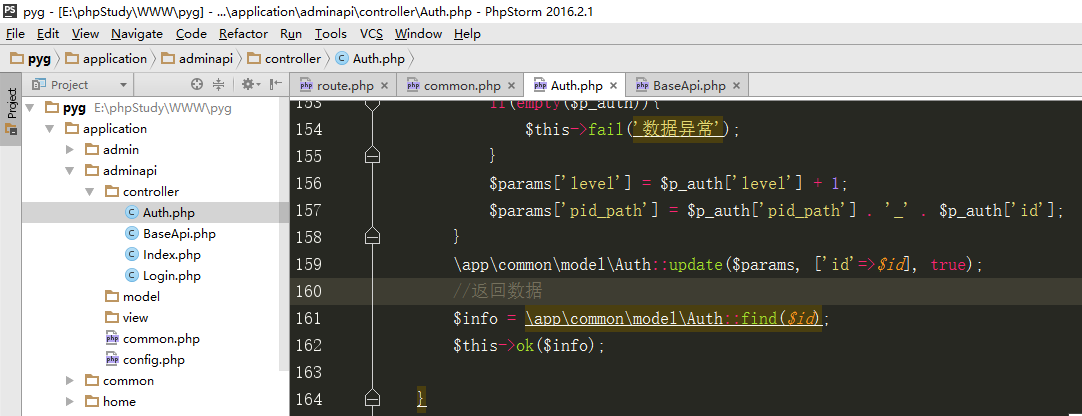 pyg - [E:\phpStudy\WWW\pyg] - ...\application\adminapi\controller\Auth.php - PhpStorm 2016.2.1
File Edit View Navigate Code Refactor Run Tools VCS Window Help
pyg application adminapi controller Auth.php
Project
Project
route.php common.php Auth.php BaseApi.php
pyg E:\phpStudy\WWW\pyg
application
admin
adminapi
controller
Auth.php
BaseApi.php
Index.php
Login.php
model
view
common.php
config.php
common
home
153 if(empty($p_auth)){
154 $this->fail('数据异常');
155 }
156 $params['level'] = $p_auth['level'] + 1;
157 $params['pid_path'] = $p_auth['pid_path'] . '_' . $p_auth['id'];
158 }
159 \app\common\model\Auth::update($params, ['id'=>$id], true);
160 //返回数据
161 $info = \app\common\model\Auth::find($id);
162 $this->ok($info);
163
164 }